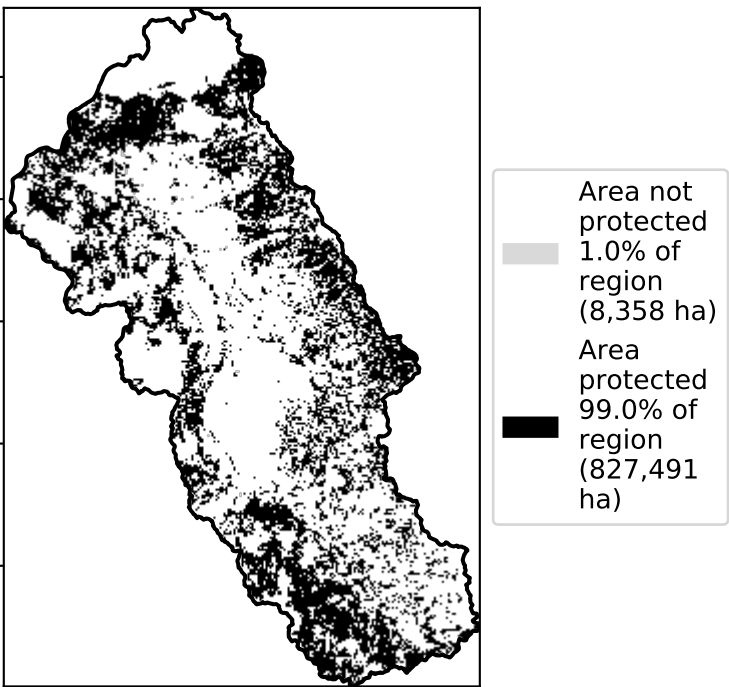 Area not
protected
1.0% of
region
(8,358 ha)
Area
protected
99.0% of
region
(827,491
ha)